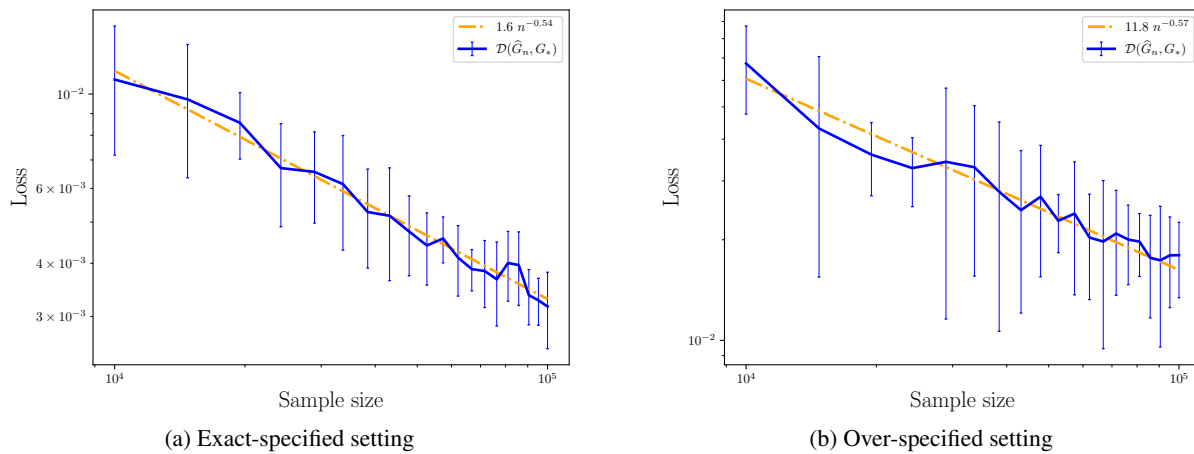 1.6 n^{-0.54}
𝒟(Ĝ_n, G_*)
10^{-2}
6 × 10^{-3}
4 × 10^{-3}
3 × 10^{-3}
Loss
10^4
10^5
Sample size
(a) Exact-specified setting
11.8 n^{-0.57}
𝒟(Ĝ_n, G_*)
10^{-2}
Loss
10^4
10^5
Sample size
(b) Over-specified setting